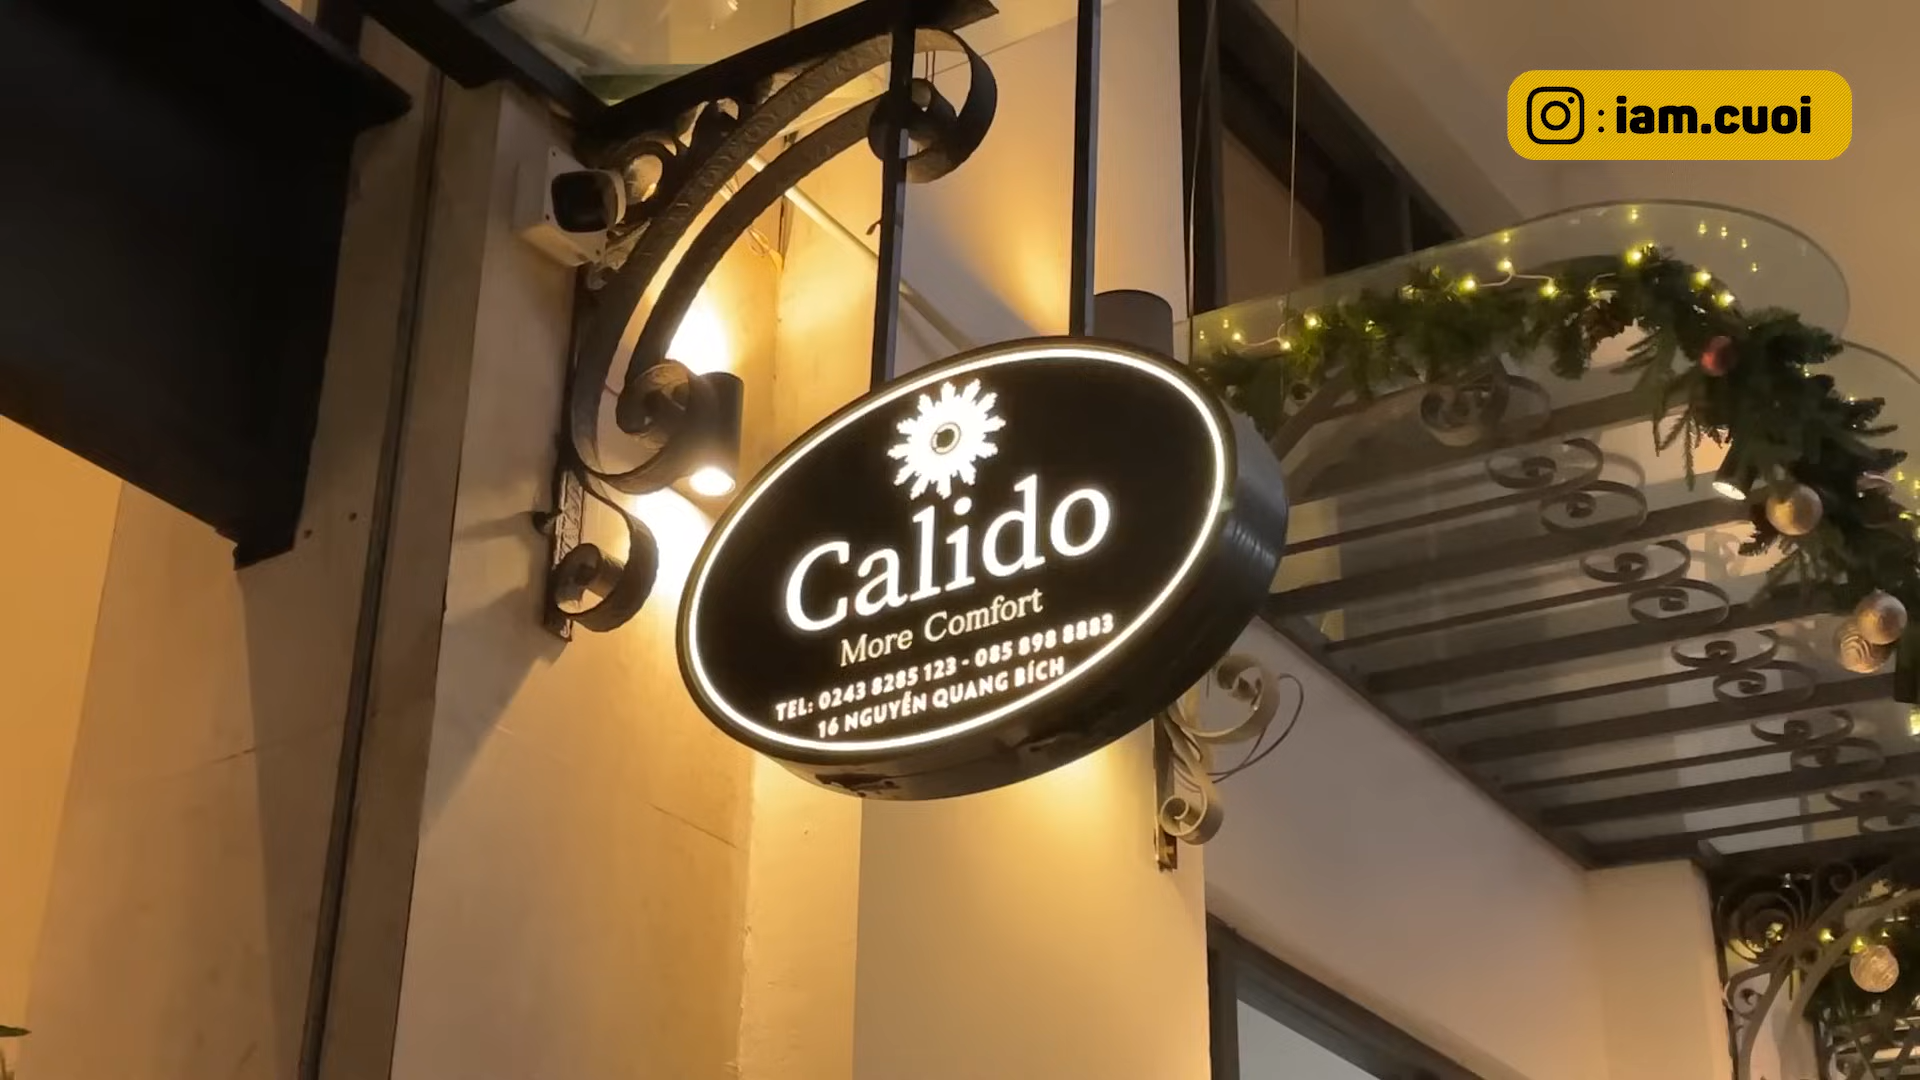 : iam.cuoi
Calido
More Comfort
TEL: 0243 8285 123 - 085 898 8883
16 NGUYỄN QUANG BÍCH